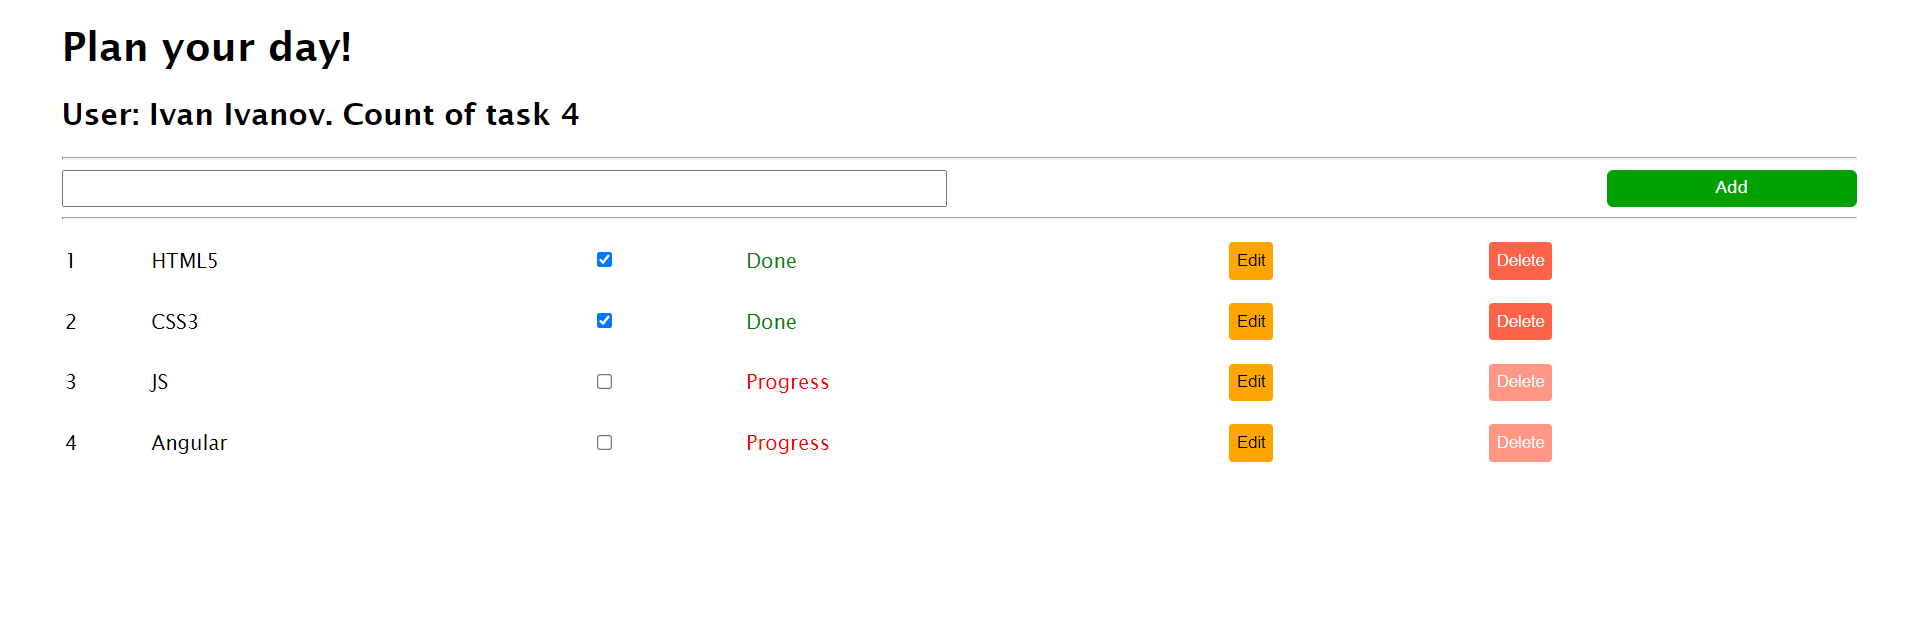 Plan your day!
User: Ivan Ivanov. Count of task 4
Add
1 HTML5 Done Edit Delete
2 CSS3 Done Edit Delete
3 JS Progress Edit Delete
4 Angular Progress Edit Delete